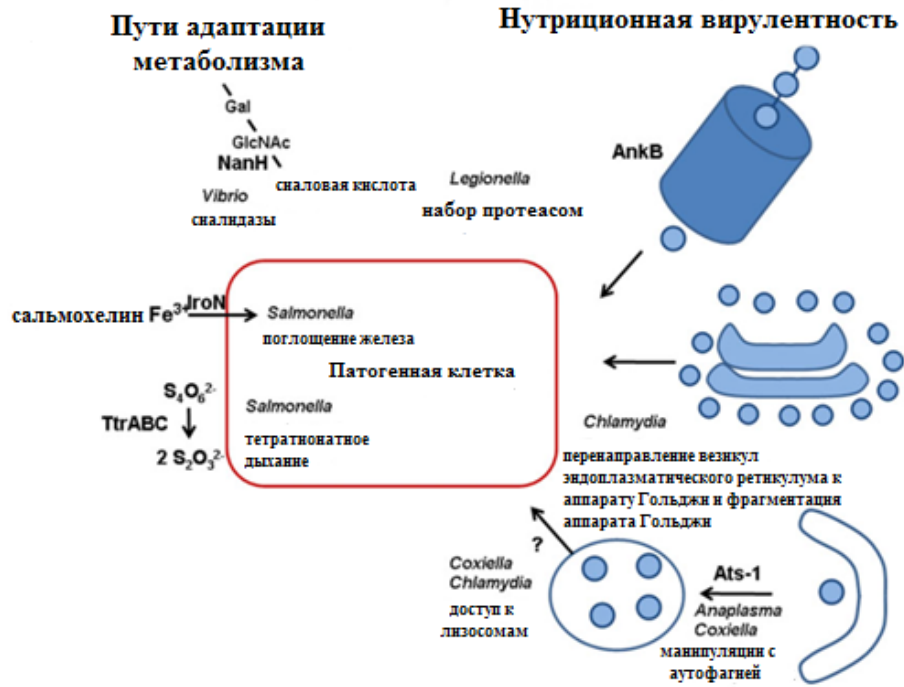 Пути адаптации
метаболизма
Нутриционная вирулентность
Gal
GlcNAc
NanH
сиаловая кислота
Vibrio
сиалидазы
Legionella
набор протеасом
AnkB
сальмохелин Fe³⁺ IroN
Salmonella
поглощение железа
Патогенная клетка
S₄O₆²⁻
TtrABC
2 S₂O₃²⁻
Salmonella
тетратионатное
дыхание
Chlamydia
перенаправление везикул
эндоплазматического ретикулума к
аппарату Гольджи и фрагментация
аппарата Гольджи
?
Coxiella
Chlamydia
доступ к
лизосомам
Ats-1
Anaplasma
Coxiella
манипуляции с
аутофагией